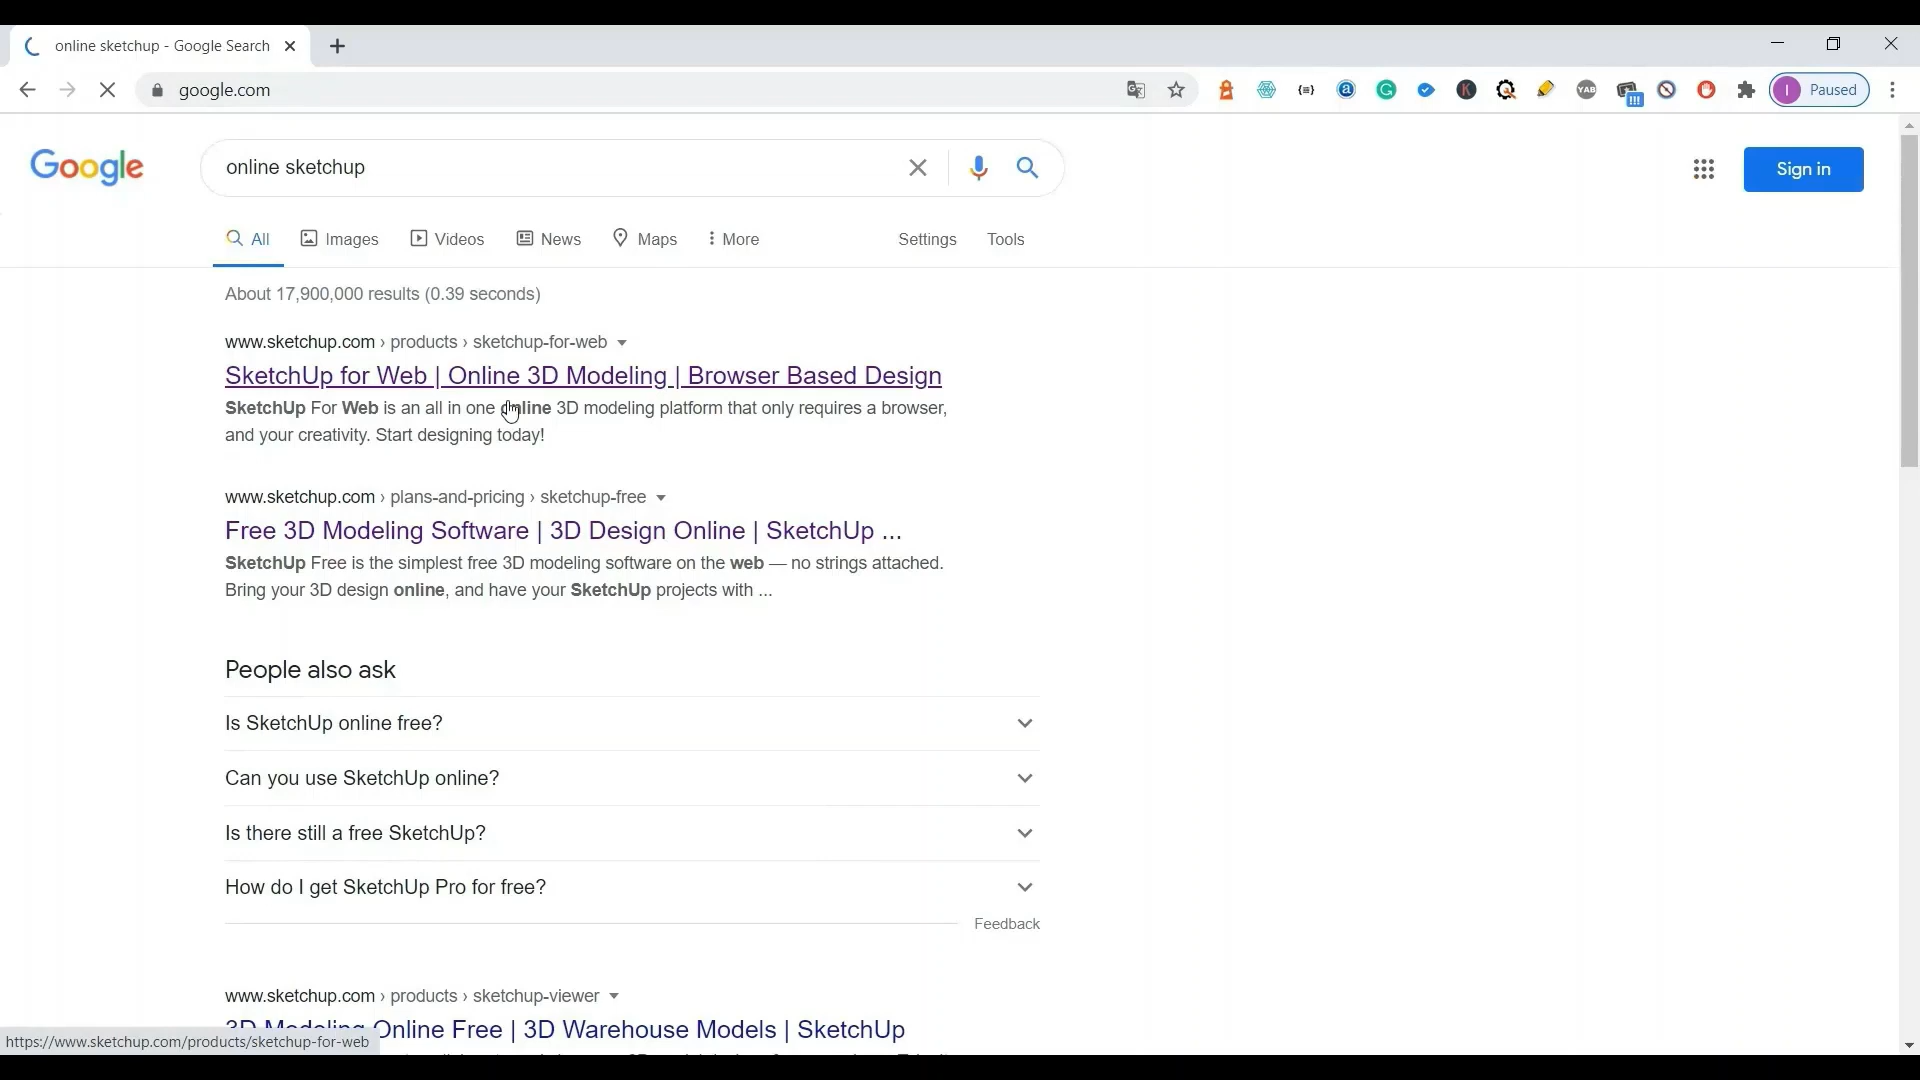 online sketchup - Google Search
google.com
Paused
Google
online sketchup
Sign in
All Images Videos News Maps More Settings Tools
About 17,900,000 results (0.39 seconds)
www.sketchup.com › products › sketchup-for-web
SketchUp for Web | Online 3D Modeling | Browser Based Design
SketchUp For Web is an all in one online 3D modeling platform that only requires a browser,
and your creativity. Start designing today!
www.sketchup.com › plans-and-pricing › sketchup-free
Free 3D Modeling Software | 3D Design Online | SketchUp ...
SketchUp Free is the simplest free 3D modeling software on the web — no strings attached.
Bring your 3D design online, and have your SketchUp projects with ...
People also ask
Is SketchUp online free?
Can you use SketchUp online?
Is there still a free SketchUp?
How do I get SketchUp Pro for free?
Feedback
www.sketchup.com › products › sketchup-viewer
3D Modeling Online Free | 3D Warehouse Models | SketchUp
https://www.sketchup.com/products/sketchup-for-web